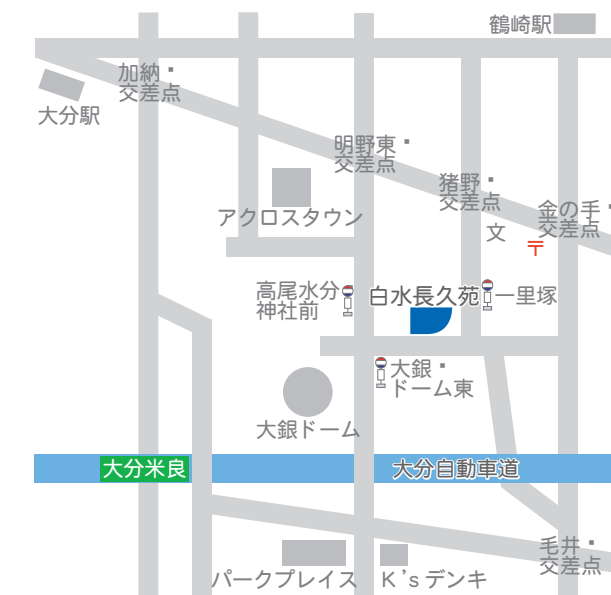 鶴崎駅
加納・
交差点
大分駅
明野東・
交差点
猪野・
交差点
金の手・
交差点
アクロスタウン
文
〒
高尾水分
神社前
白水長久苑
一里塚
大銀・
ドーム東
大銀ドーム
大分米良
大分自動車道
毛井・
交差点
パークプレイス
K’sデンキ